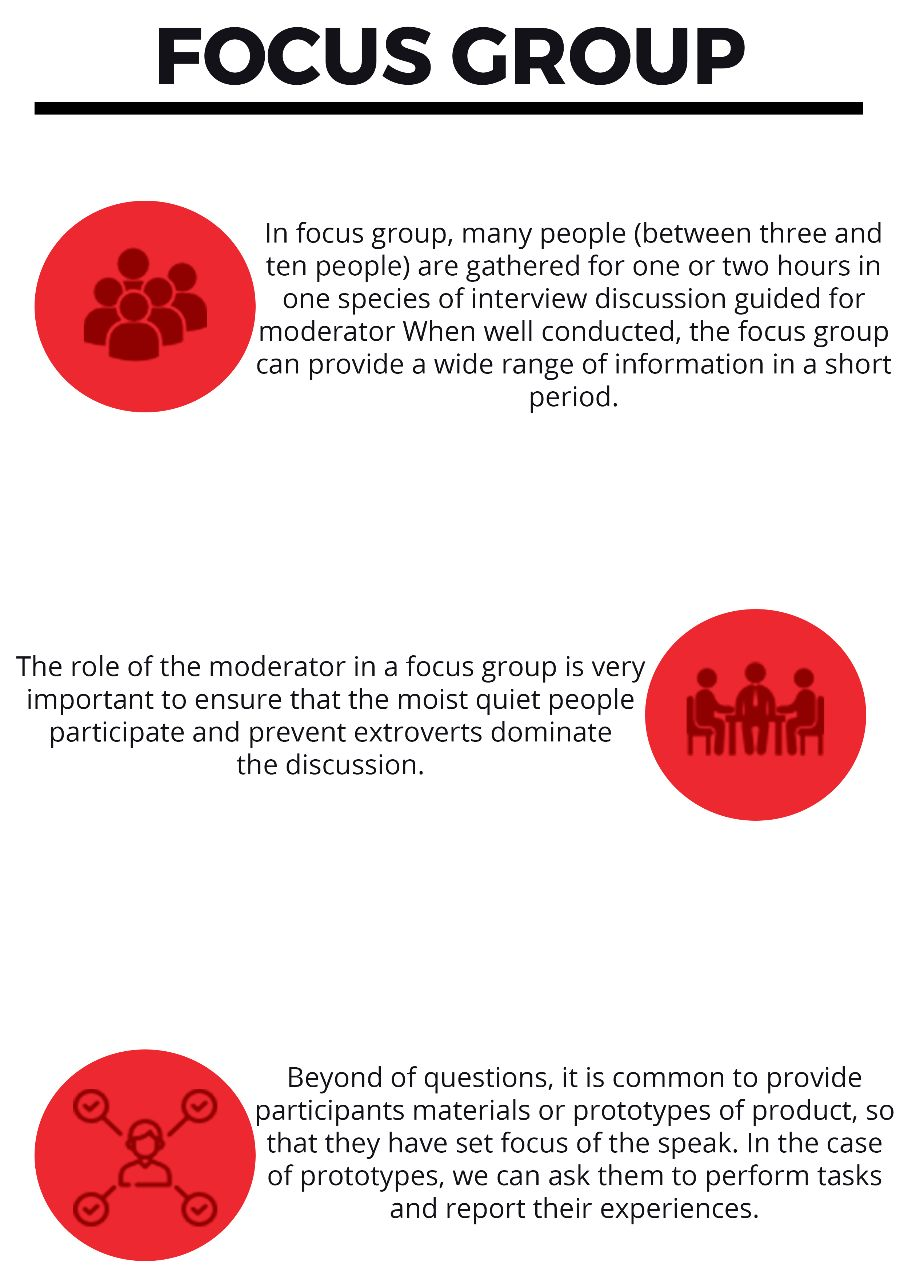 FOCUS GROUP
In focus group, many people (between three and
ten people) are gathered for one or two hours in
one species of interview discussion guided for
moderator When well conducted, the focus group
can provide a wide range of information in a short
period.
The role of the moderator in a focus group is very
important to ensure that the moist quiet people
participate and prevent extroverts dominate
the discussion.
Beyond of questions, it is common to provide
participants materials or prototypes of product, so
that they have set focus of the speak. In the case
of prototypes, we can ask them to perform tasks
and report their experiences.